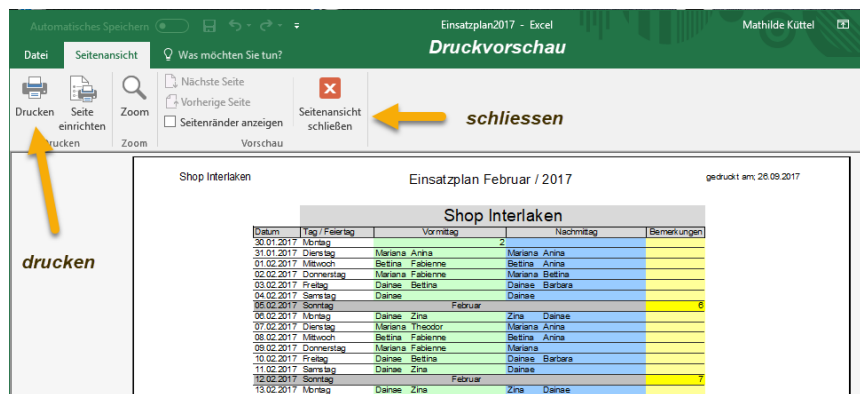 Automatisches Speichern
Einsatzplan2017 - Excel
Mathilde Küttel
Datei Seitenansicht Was möchten Sie tun?
Druckvorschau
Drucken
Seite einrichten
Zoom
Nächste Seite
Vorherige Seite
Seitenränder anzeigen
Seitenansicht schließen
schliessen
Drucken Zoom Vorschau
drucken
Shop Interlaken Einsatzplan Februar / 2017 gedruckt am; 26.09.2017
Shop Interlaken
Datum Tag / Feiertag Vormittag Nachmittag Bemerkungen
30.01.2017 Montag 2
31.01.2017 Dienstag Mariana Anina Mariana Anina
01.02.2017 Mittwoch Bettina Fabienne Bettina Anina
02.02.2017 Donnerstag Mariana Fabienne Mariana Bettina
03.02.2017 Freitag Dainae Bettina Dainae Barbara
04.02.2017 Samstag Dainae Dainae
05.02.2017 Sonntag Februar 6
06.02.2017 Montag Dainae Zina Zina Dainae
07.02.2017 Dienstag Mariana Theodor Mariana Anina
08.02.2017 Mittwoch Bettina Fabienne Bettina Anina
09.02.2017 Donnerstag Mariana Fabienne Mariana
10.02.2017 Freitag Dainae Bettina Dainae Barbara
11.02.2017 Samstag Dainae Zina Dainae
12.02.2017 Sonntag Februar 7
13.02.2017 Montag Dainae Zina Zina Dainae